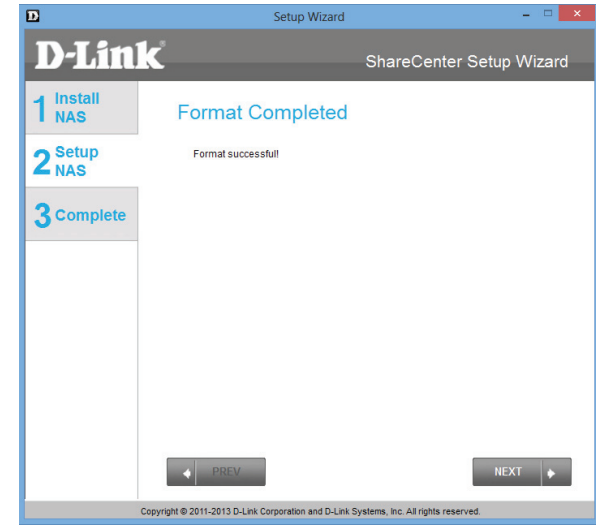 D Setup Wizard
D-Link
ShareCenter Setup Wizard
1 Install NAS
2 Setup NAS
3 Complete
Format Completed
Format successful!
PREV
NEXT
Copyright © 2011-2013 D-Link Corporation and D-Link Systems, Inc. All rights reserved.